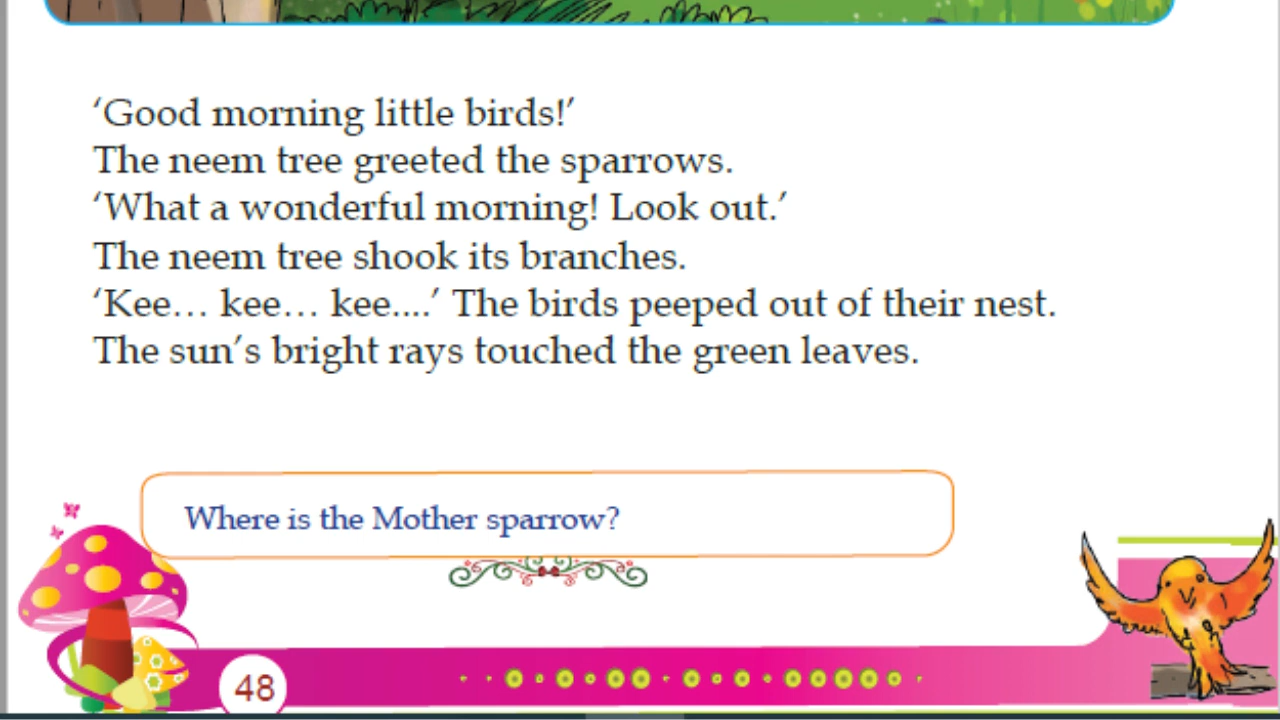 ‘Good morning little birds!’
The neem tree greeted the sparrows.
‘What a wonderful morning! Look out.’
The neem tree shook its branches.
‘Kee... kee... kee....’ The birds peeped out of their nest.
The sun’s bright rays touched the green leaves.
Where is the Mother sparrow?
48